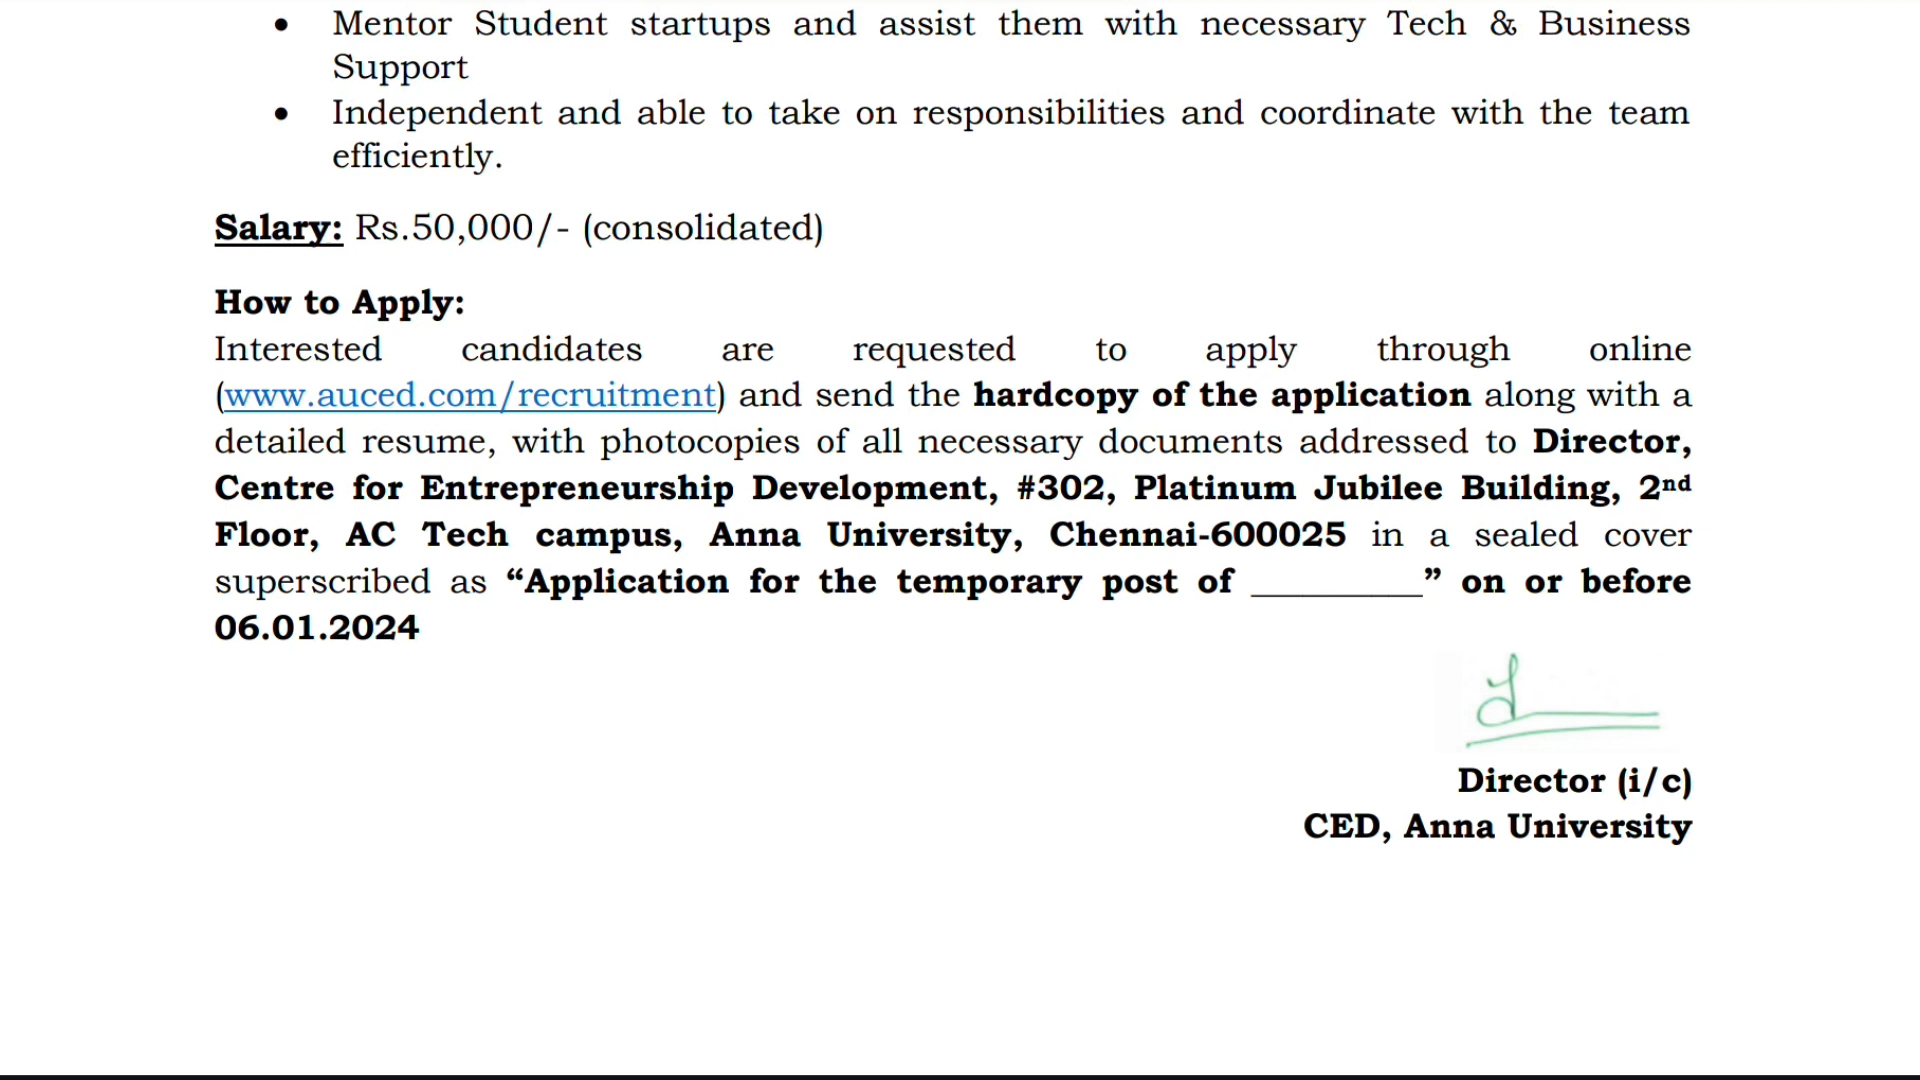 • Mentor Student startups and assist them with necessary Tech & Business
Support
• Independent and able to take on responsibilities and coordinate with the team
efficiently.
Salary: Rs.50,000/- (consolidated)
How to Apply:
Interested candidates are requested to apply through online
(www.auced.com/recruitment) and send the hardcopy of the application along with a
detailed resume, with photocopies of all necessary documents addressed to Director,
Centre for Entrepreneurship Development, #302, Platinum Jubilee Building, 2nd
Floor, AC Tech campus, Anna University, Chennai-600025 in a sealed cover
superscribed as “Application for the temporary post of __________” on or before
06.01.2024
Director (i/c)
CED, Anna University